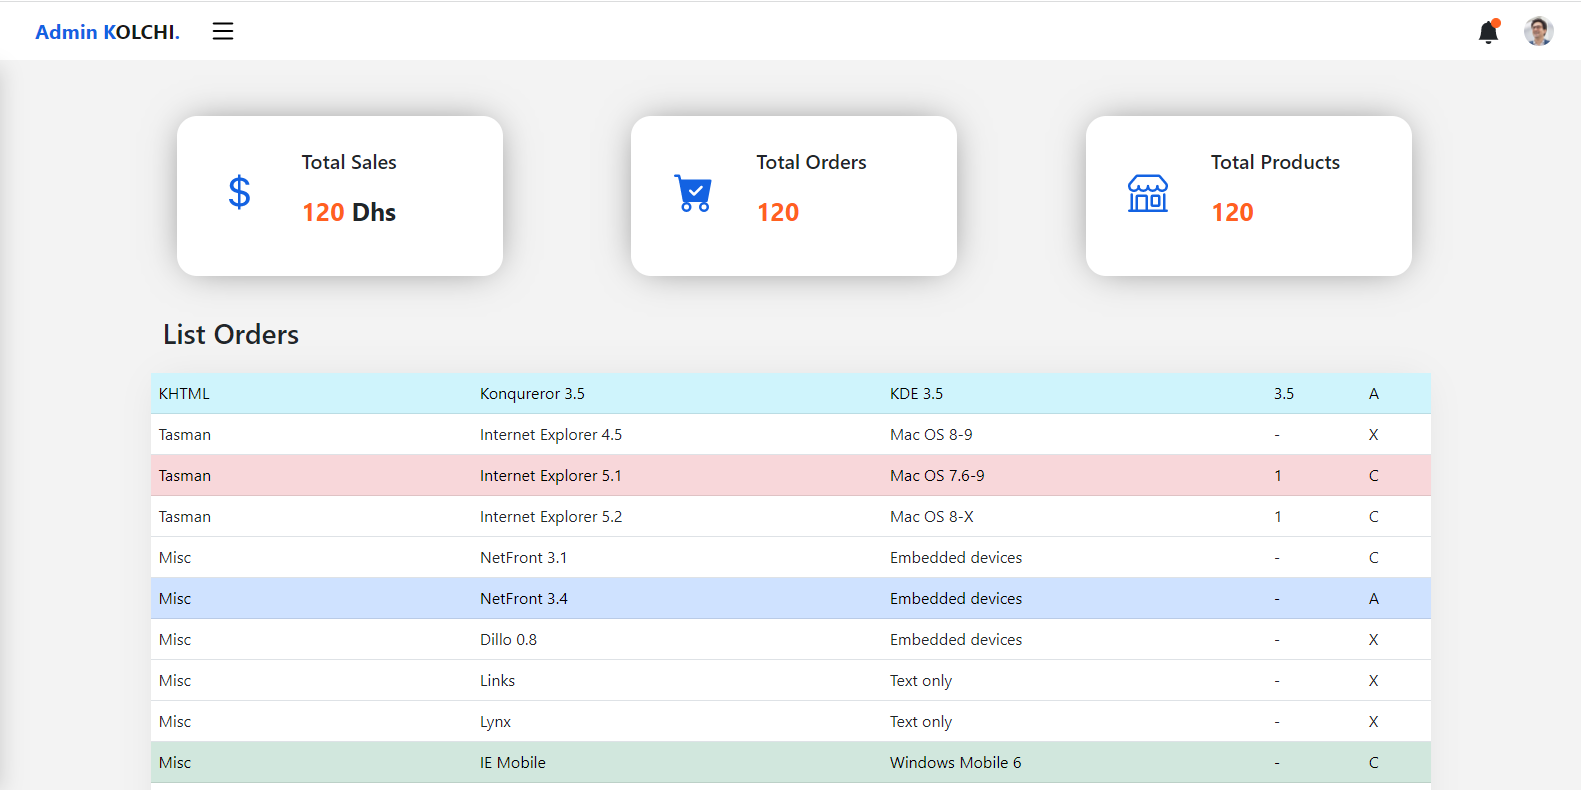 Admin KOLCHI.
Total Sales
120 Dhs
Total Orders
120
Total Products
120
List Orders
KHTML Konqureror 3.5 KDE 3.5 3.5 A
Tasman Internet Explorer 4.5 Mac OS 8-9 - X
Tasman Internet Explorer 5.1 Mac OS 7.6-9 1 C
Tasman Internet Explorer 5.2 Mac OS 8-X 1 C
Misc NetFront 3.1 Embedded devices - C
Misc NetFront 3.4 Embedded devices - A
Misc Dillo 0.8 Embedded devices - X
Misc Links Text only - X
Misc Lynx Text only - X
Misc IE Mobile Windows Mobile 6 - C